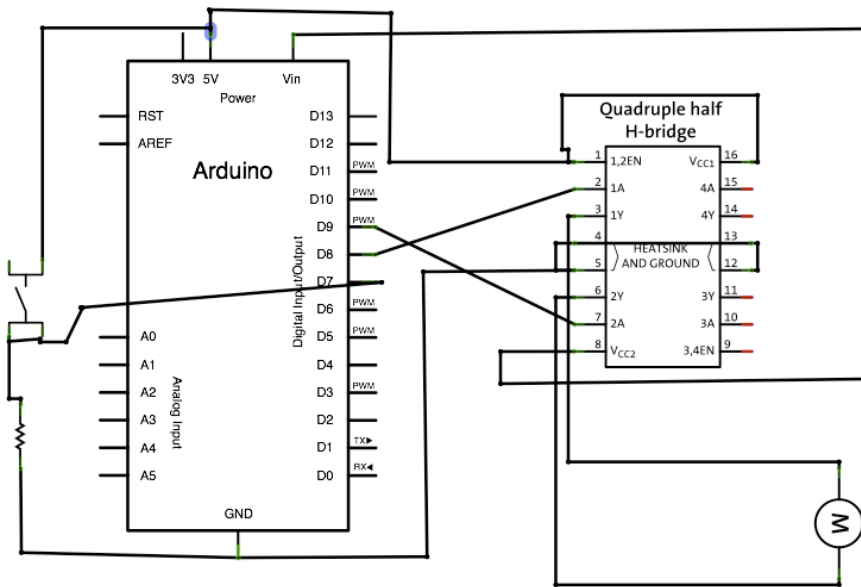 3V3 5V Vin
Power
RST
AREF
Arduino
D13
D12
PWM
D11
D10
PWM
D9
D8
D7
PWM
D6
PWM
D5
D4
PWM
D3
D2
TX
D1
RX
D0
Digital Input/Output
Analog Input
A0
A1
A2
A3
A4
A5
GND
Quadruple half
H-bridge
1 1,2EN VCC1 16
2 1A 4A 15
3 1Y 4Y 14
4 13
HEATSINK
AND GROUND
5 12
6 2Y 3Y 11
7 2A 3A 10
8 VCC2 3,4EN 9
M